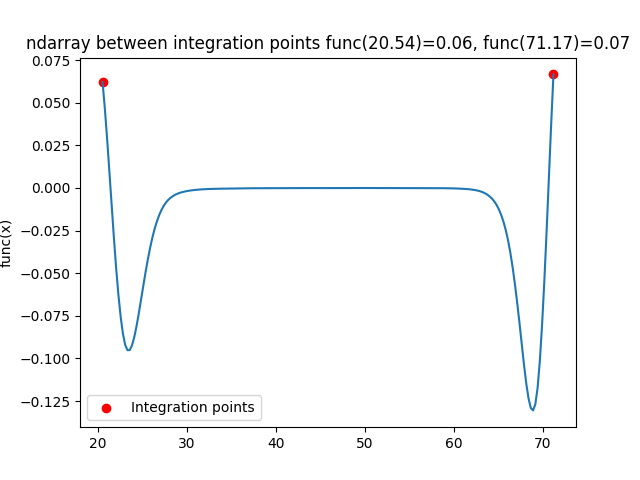 ndarray between integration points func(20.54)=0.06, func(71.17)=0.07
0.075
0.050
0.025
0.000
−0.025
−0.050
−0.075
−0.100
−0.125
func(x)
Integration points
20 30 40 50 60 70